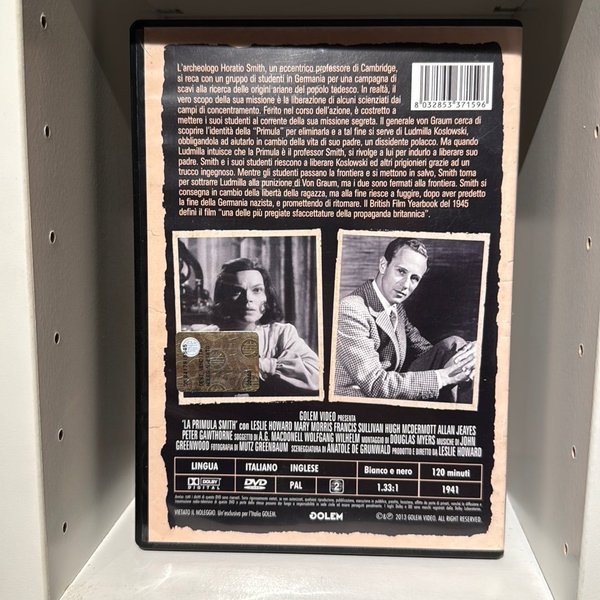 L'archeologo Horatio Smith, un eccentrico professore di Cambridge,
si reca con un gruppo di studenti in Germania per una campagna di
scavi alla ricerca delle origini ariane del popolo tedesco. In realtà, il
vero scopo della sua missione è la liberazione di alcuni scienziati dai
campi di concentramento. Ferito nel corso dell'azione, è costretto a
mettere i suoi studenti al corrente della sua missione segreta. Il generale von Graum cerca di
scoprire l'identità della "Primula" per eliminarla e a tal fine si serve di Ludmilla Koslowski,
obbligandola ad aiutarlo in cambio della vita di suo padre, un dissidente polacco. Ma quando
Ludmilla intuisce che la Primula è il professor Smith, si rivolge a lui per indurlo a liberare suo
padre. Smith e i suoi studenti riescono a liberare Koslowski ed altri prigionieri grazie ad un
trucco ingegnoso. Mentre gli studenti passano la frontiera e si mettono in salvo, Smith torna
per sottrarre Ludmilla alla punizione di Von Graum, ma i due sono fermati alla frontiera. Smith si
consegna in cambio della libertà della ragazza, ma alla fine riesce a fuggire, dopo aver predetto
la fine della Germania nazista, e promettendo di ritornare. Il British Film Yearbook del 1945
definì il film "una delle più pregiate sfaccettature della propaganda britannica".
8 032853 371596
GOLEM VIDEO PRESENTA
'LA PRIMULA SMITH' con LESLIE HOWARD MARY MORRIS FRANCIS SULLIVAN HUGH MCDERMOTT ALLAN JEAYES
PETER GAWTHORNE SOGGETTO DI A.G. MACDONELL WOLFGANG WILHELM MONTAGGIO DI DOUGLAS MYERS MUSICHE DI JOHN
GREENWOOD FOTOGRAFIA DI MUTZ GREENBAUM SCENEGGIATURA DI ANATOLE DE GRUNWALD PRODOTTO E DIRETTO DA LESLIE HOWARD
LINGUA ITALIANO INGLESE Bianco e nero 120 minuti
DOLBY DIGITAL DVD VIDEO PAL 2 1.33:1 1941
VIETATO IL NOLEGGIO. Un'esclusiva per l'Italia GOLEM. GOLEM ©&℗ 2013 GOLEM VIDEO. ALL RIGHT RESERVED.